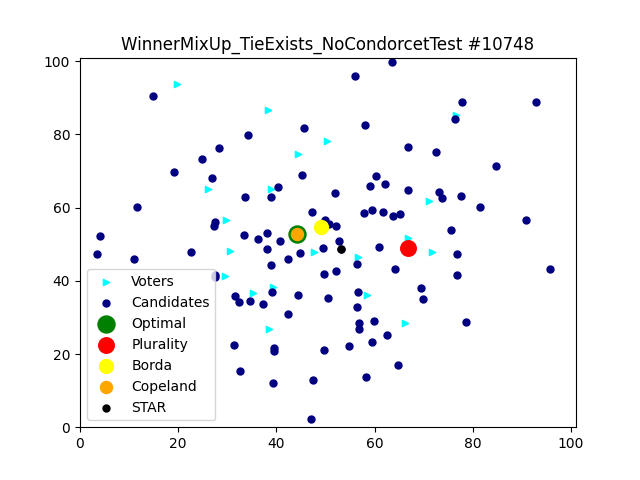 WinnerMixUp_TieExists_NoCondorcetTest #10748
100
80
60
40
20
0
Voters
Candidates
Optimal
Plurality
Borda
Copeland
STAR
0 20 40 60 80 100